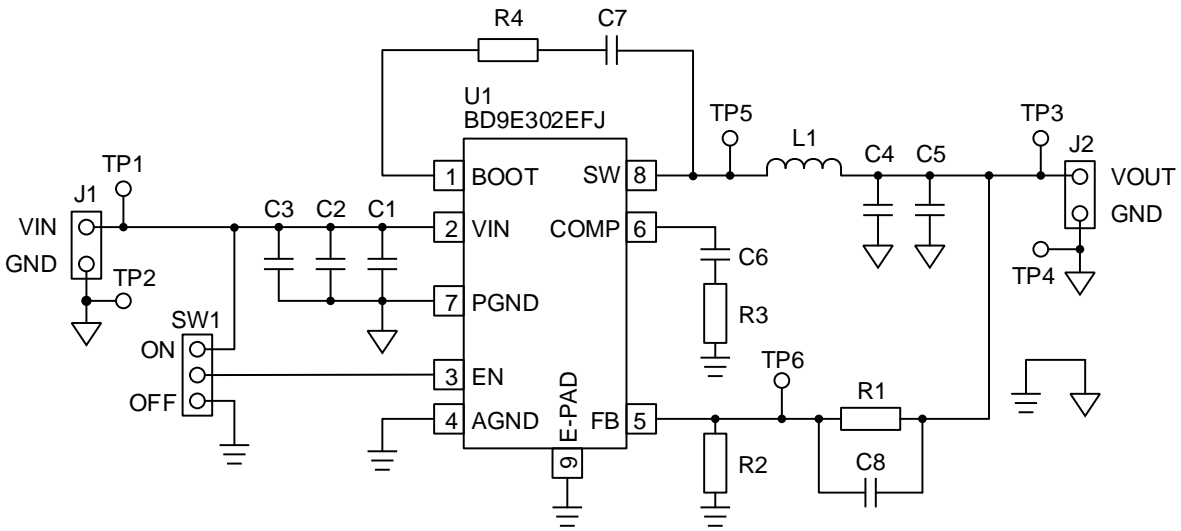 R4
C7
U1
BD9E302EFJ
TP5
TP3
L1
C4
C5
J2
TP1
J1
1
BOOT
SW
8
VOUT
VIN
C3
C2
C1
2
VIN
COMP
6
GND
GND
TP2
C6
TP4
7
PGND
R3
SW1
ON
TP6
3
EN
R1
OFF
4
AGND
E-PAD
FB
5
R2
C8
9